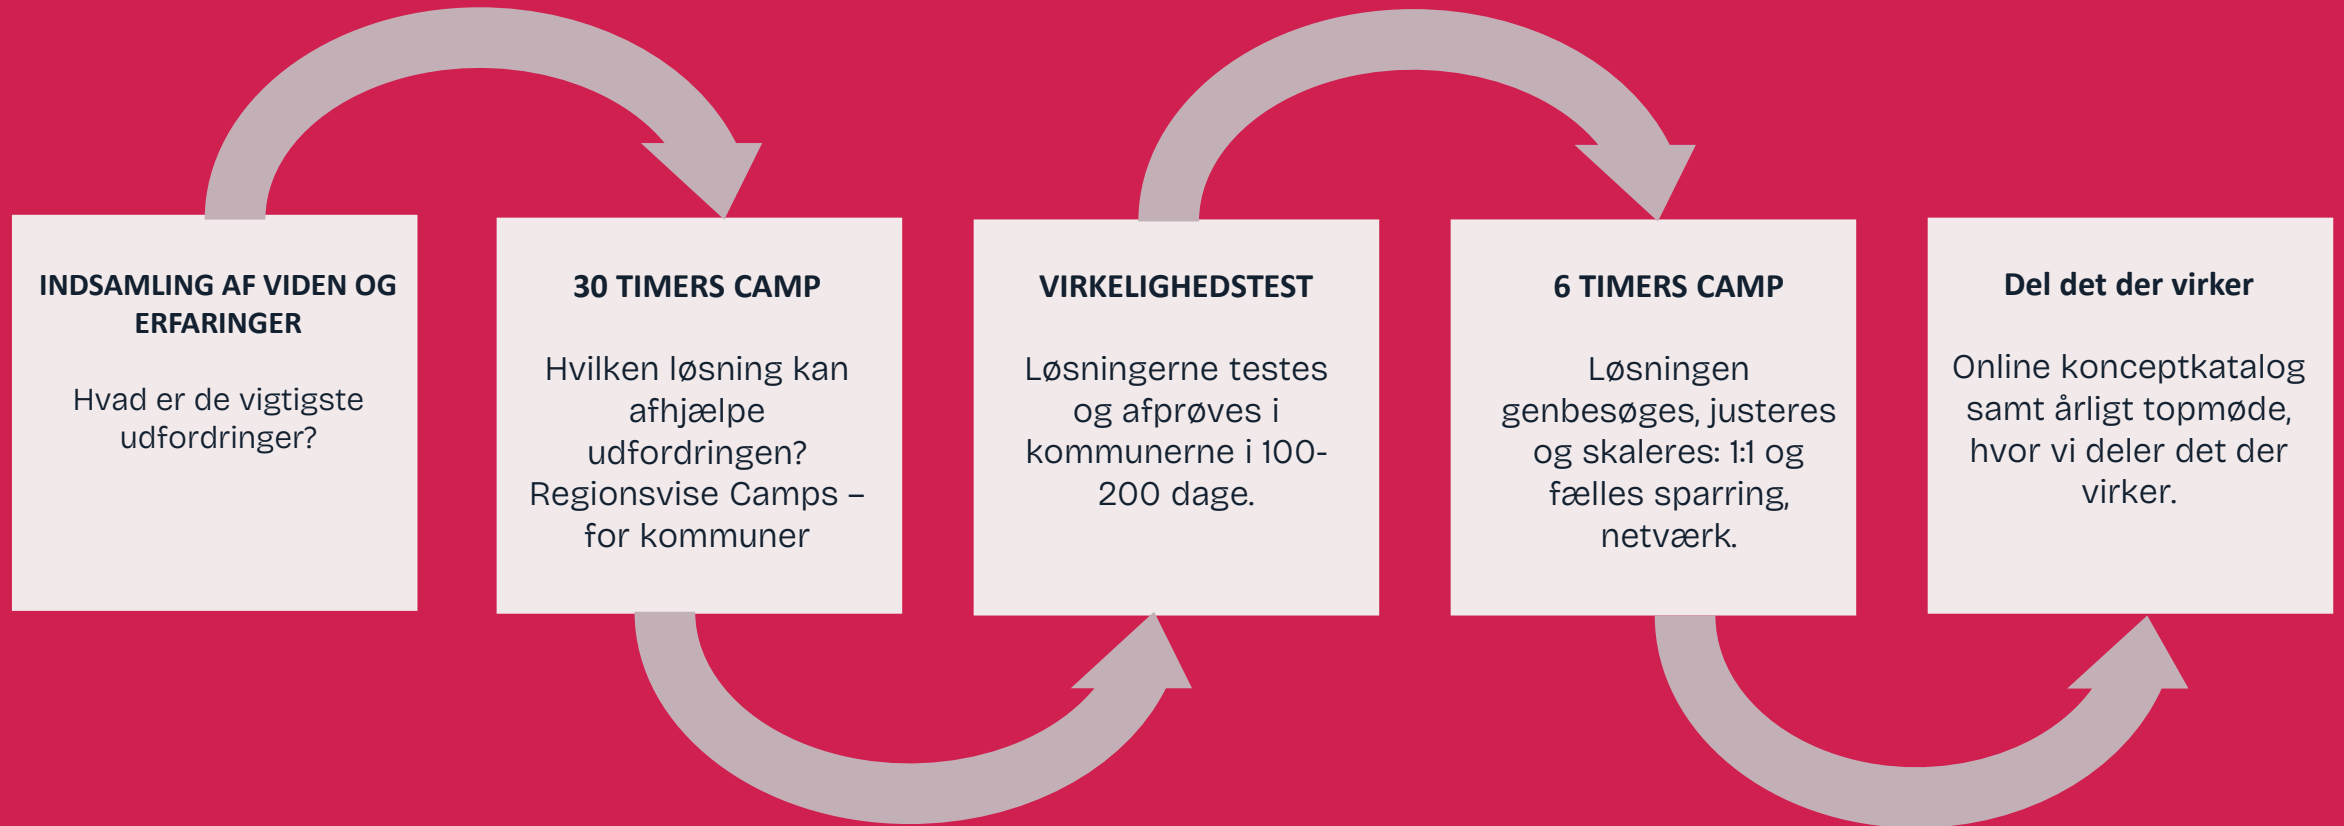 INDSAMLING AF VIDEN OG
ERFARINGER
Hvad er de vigtigste
udfordringer?
30 TIMERS CAMP
Hvilken løsning kan
afhjælpe
udfordringen?
Regionsvise Camps –
for kommuner
VIRKELIGHEDSTEST
Løsningerne testes
og afprøves i
kommunerne i 100-
200 dage.
6 TIMERS CAMP
Løsningen
genbesøges, justeres
og skaleres: 1:1 og
fælles sparring,
netværk.
Del det der virker
Online konceptkatalog
samt årligt topmøde,
hvor vi deler det der
virker.